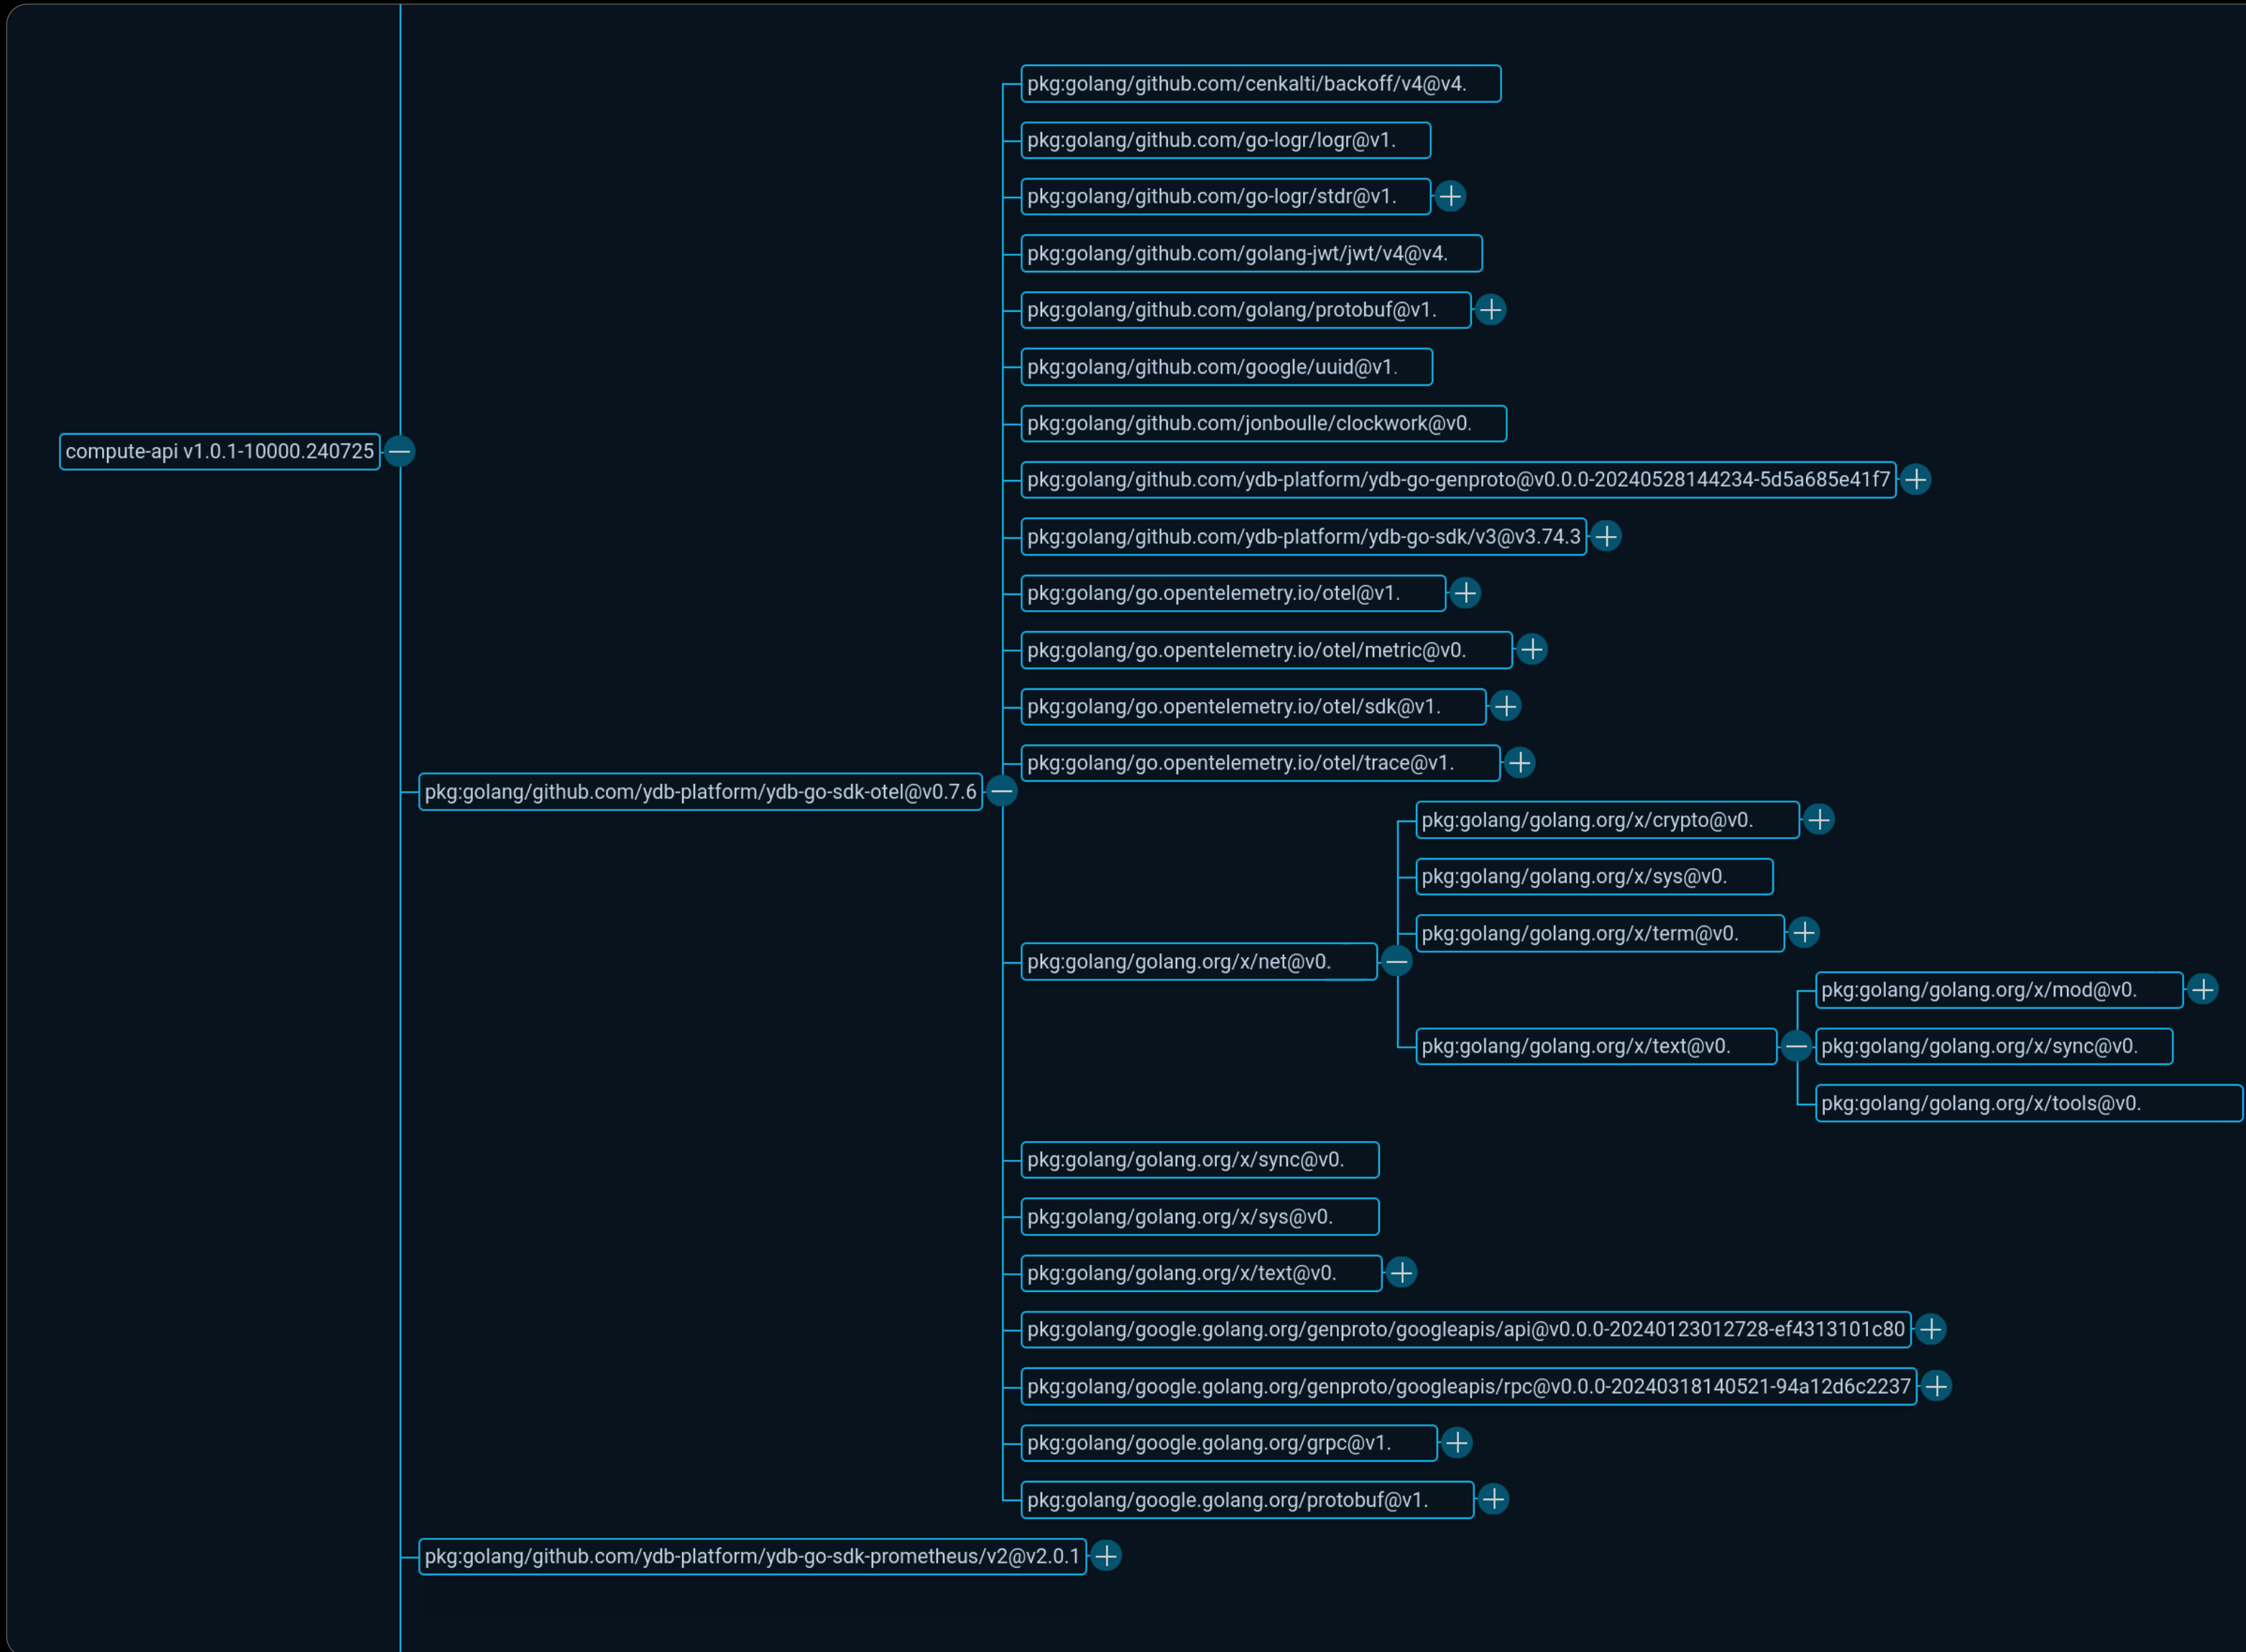 pkg:golang/github.com/cenkalti/backoff/v4@v4.
pkg:golang/github.com/go-logr/logr@v1.
pkg:golang/github.com/go-logr/stdr@v1.
pkg:golang/github.com/golang-jwt/jwt/v4@v4.
pkg:golang/github.com/golang/protobuf@v1.
pkg:golang/github.com/google/uuid@v1.
pkg:golang/github.com/jonboulle/clockwork@v0.
compute-api v1.0.1-10000.240725
pkg:golang/github.com/ydb-platform/ydb-go-genproto@v0.0.0-20240528144234-5d5a685e41f7
pkg:golang/github.com/ydb-platform/ydb-go-sdk/v3@v3.74.3
pkg:golang/go.opentelemetry.io/otel@v1.
pkg:golang/go.opentelemetry.io/otel/metric@v0.
pkg:golang/go.opentelemetry.io/otel/sdk@v1.
pkg:golang/go.opentelemetry.io/otel/trace@v1.
pkg:golang/github.com/ydb-platform/ydb-go-sdk-otel@v0.7.6
pkg:golang/golang.org/x/crypto@v0.
pkg:golang/golang.org/x/sys@v0.
pkg:golang/golang.org/x/term@v0.
pkg:golang/golang.org/x/net@v0.
pkg:golang/golang.org/x/mod@v0.
pkg:golang/golang.org/x/text@v0.
pkg:golang/golang.org/x/sync@v0.
pkg:golang/golang.org/x/tools@v0.
pkg:golang/golang.org/x/sync@v0.
pkg:golang/golang.org/x/sys@v0.
pkg:golang/golang.org/x/text@v0.
pkg:golang/google.golang.org/genproto/googleapis/api@v0.0.0-20240123012728-ef4313101c80
pkg:golang/google.golang.org/genproto/googleapis/rpc@v0.0.0-20240318140521-94a12d6c2237
pkg:golang/google.golang.org/grpc@v1.
pkg:golang/google.golang.org/protobuf@v1.
pkg:golang/github.com/ydb-platform/ydb-go-sdk-prometheus/v2@v2.0.1